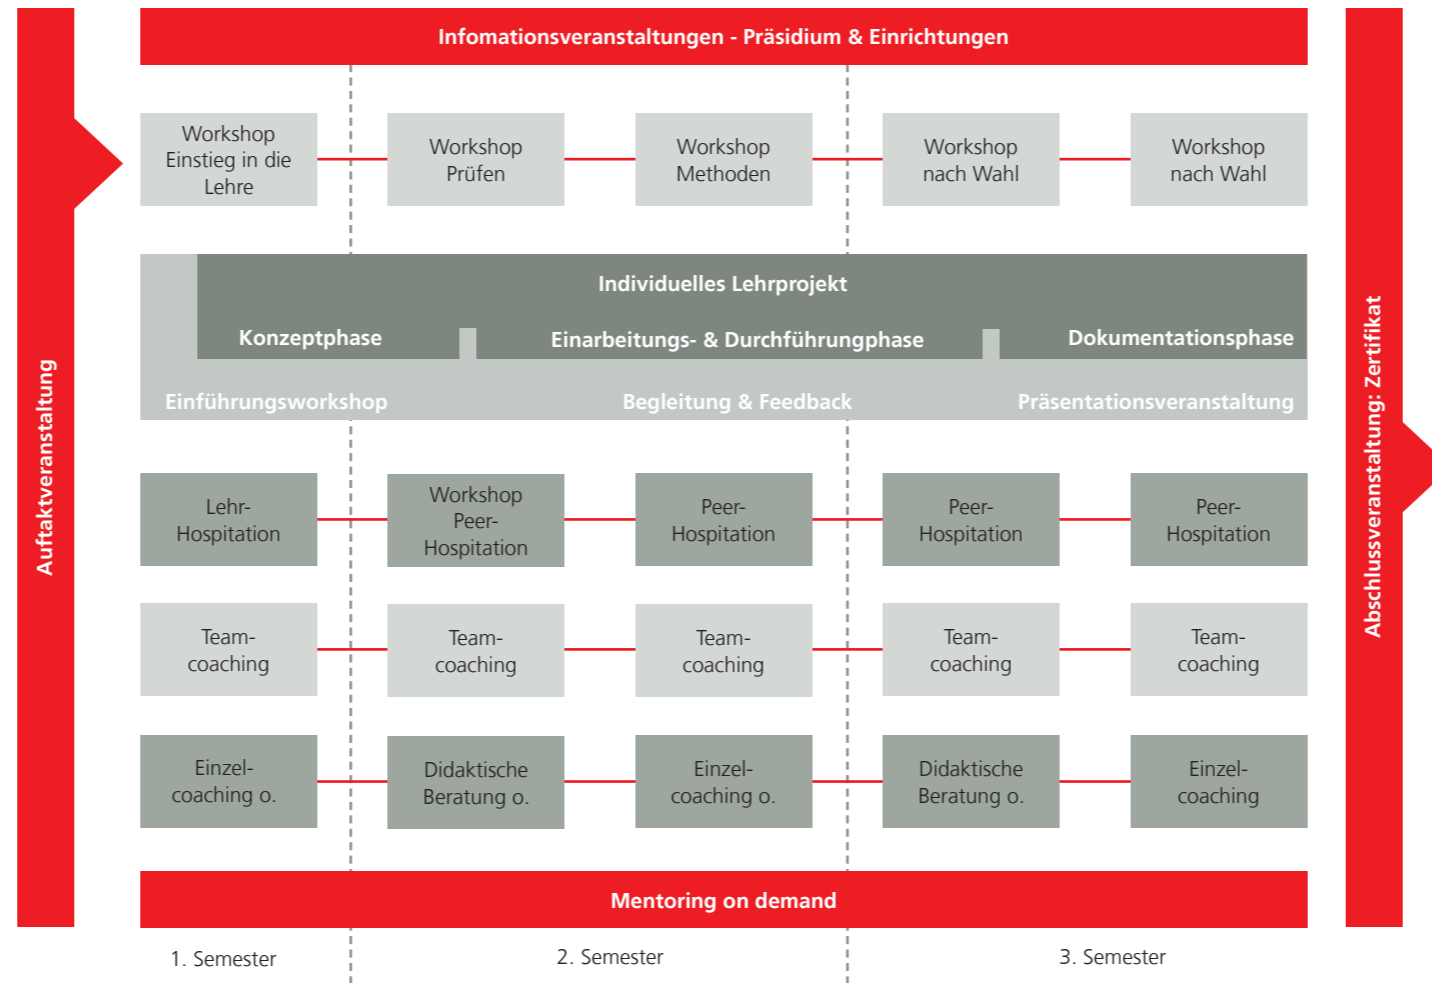 Infomationsveranstaltungen - Präsidium & Einrichtungen
Auftaktveranstaltung
Workshop
Einstieg in die
Lehre
Workshop
Prüfen
Workshop
Methoden
Workshop
nach Wahl
Workshop
nach Wahl
Individuelles Lehrprojekt
Konzeptphase
Einarbeitungs- & Durchführungphase
Dokumentationsphase
Einführungsworkshop
Begleitung & Feedback
Präsentationsveranstaltung
Lehr-
Hospitation
Workshop
Peer-
Hospitation
Peer-
Hospitation
Peer-
Hospitation
Peer-
Hospitation
Team-
coaching
Team-
coaching
Team-
coaching
Team-
coaching
Team-
coaching
Einzel-
coaching o.
Didaktische
Beratung o.
Einzel-
coaching o.
Didaktische
Beratung o.
Einzel-
coaching
Mentoring on demand
1. Semester
2. Semester
3. Semester
Abschlussveranstaltung: Zertifikat